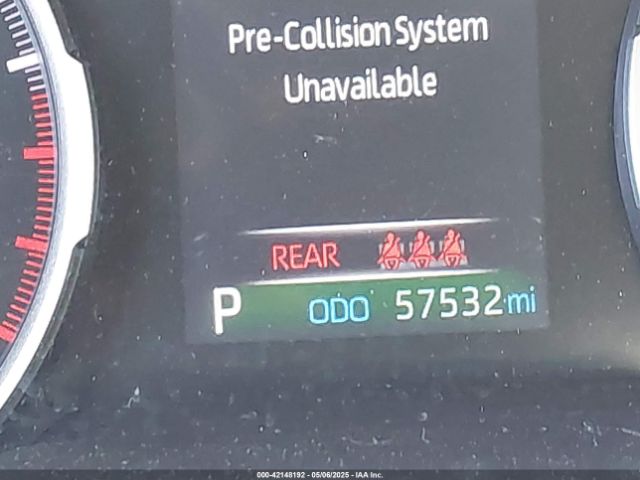 Pre-Collision System
Unavailable
REAR
P ODO 57532 mi
000-42148192 - 05/06/2025 - IAA Inc.